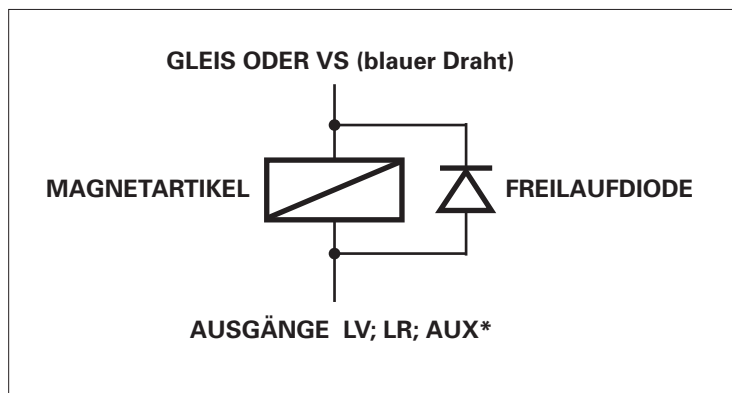 GLEIS ODER VS (blauer Draht)
MAGNETARTIKEL
FREILAUFDIODE
AUSGÄNGE LV; LR; AUX*